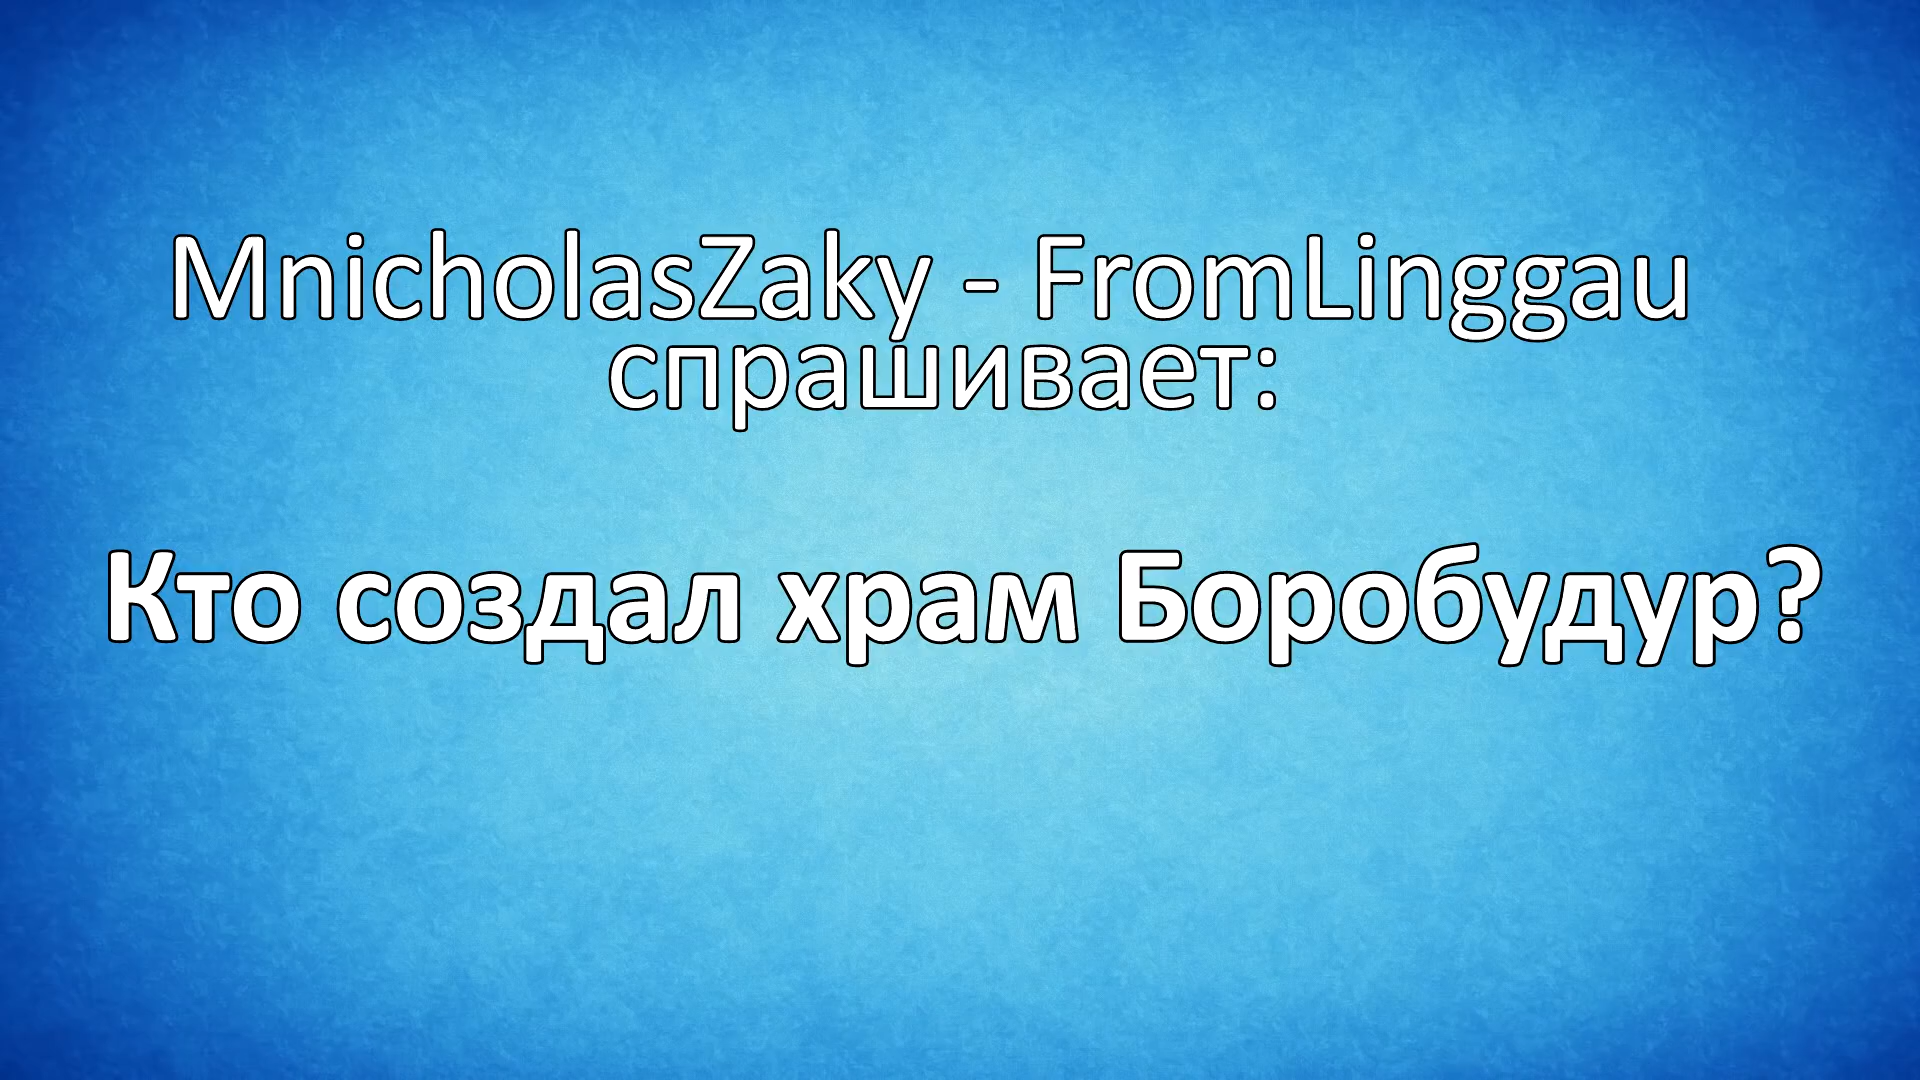 MnicholasZaky - FromLinggau
спрашивает:
Кто создал храм Боробудур?